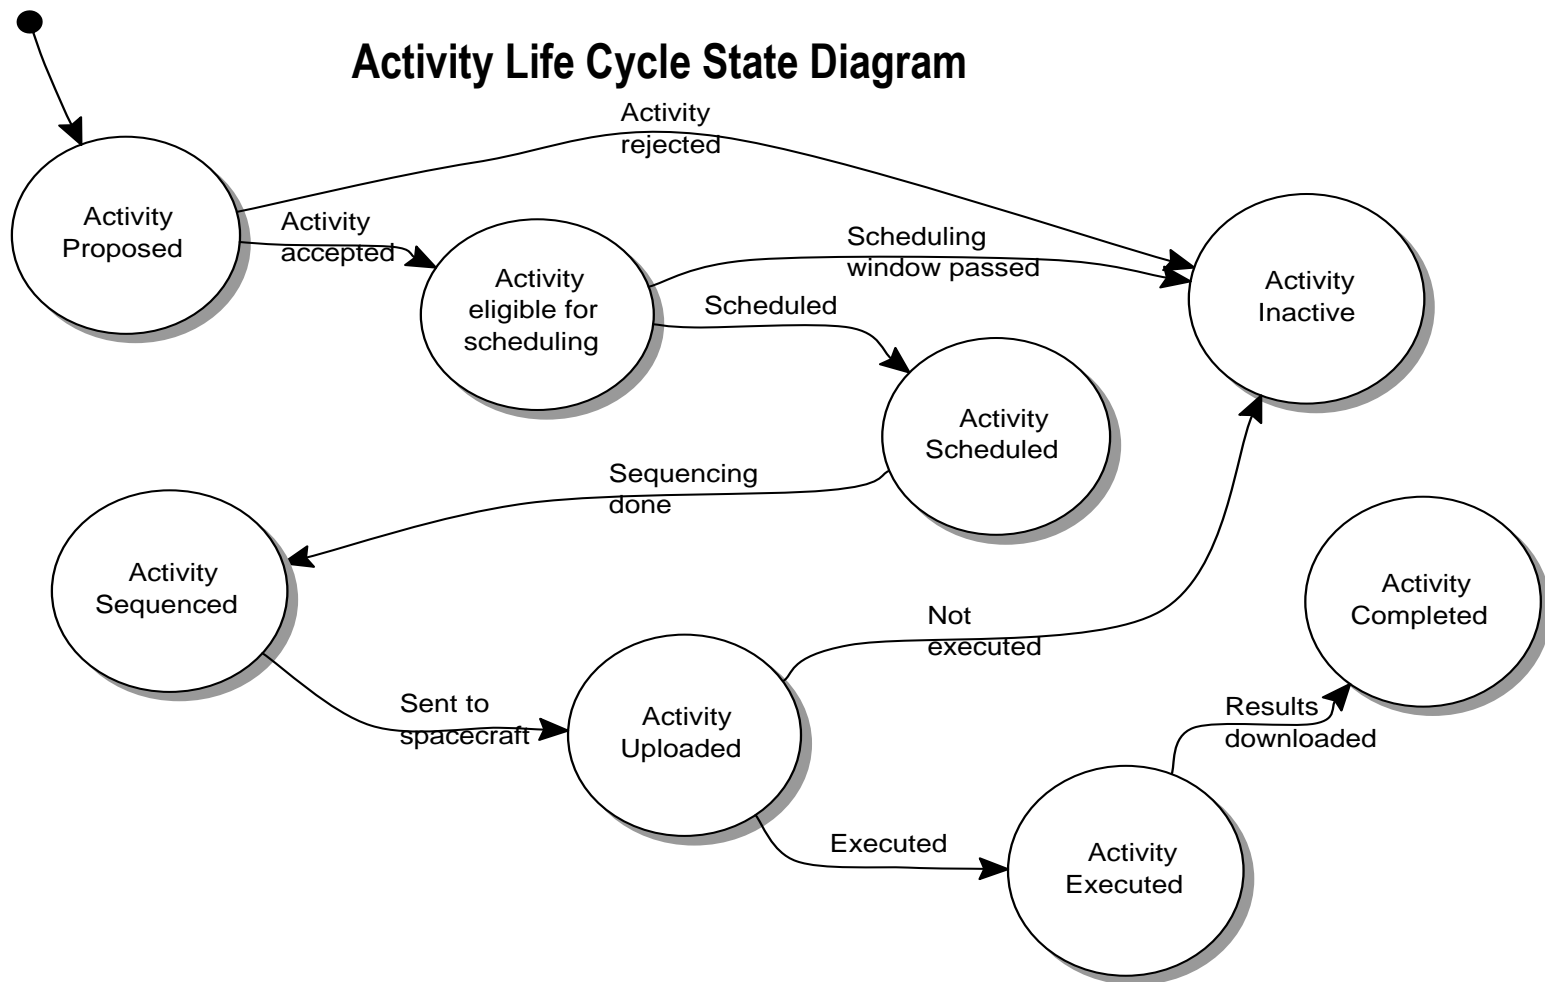 Activity Life Cycle State Diagram
Activity
rejected
Activity
Proposed
Activity
accepted
Activity
eligible for
scheduling
Scheduling
window passed
Scheduled
Activity
Inactive
Activity
Scheduled
Sequencing
done
Activity
Sequenced
Not
executed
Activity
Completed
Sent to
spacecraft
Activity
Uploaded
Results
downloaded
Executed
Activity
Executed